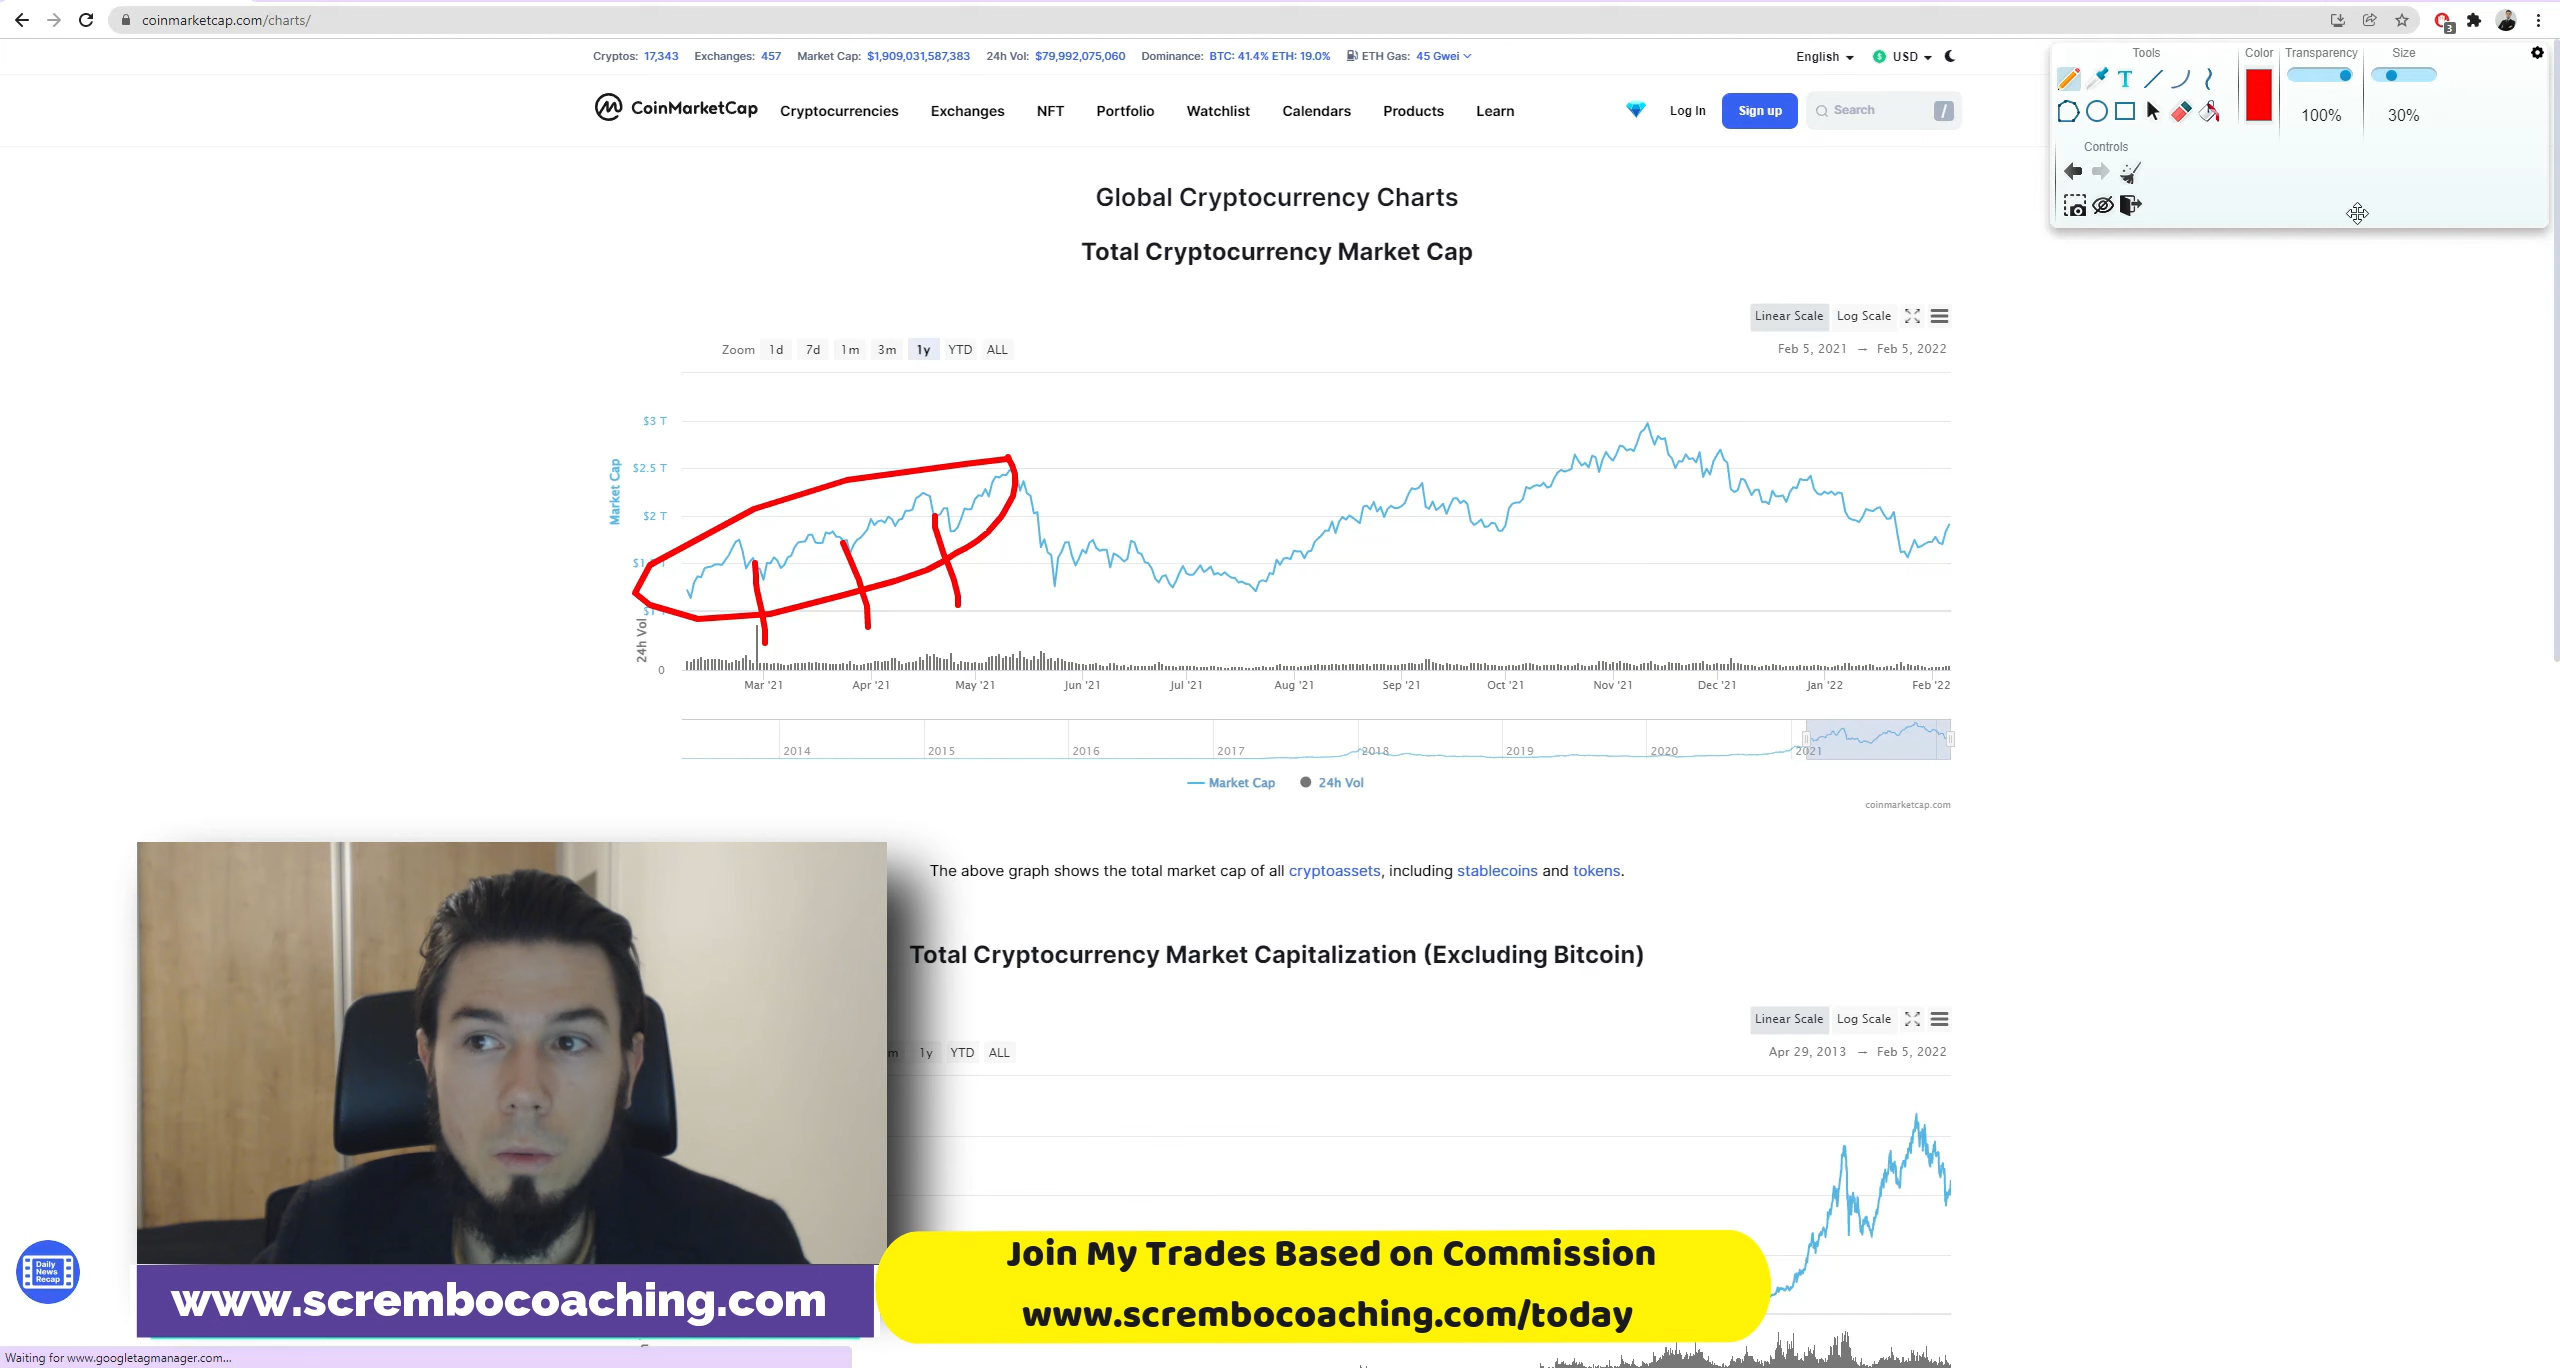 coinmarketcap.com/charts/
3
Cryptos: 17,343 Exchanges: 457 Market Cap: $1,909,031,587,383 24h Vol: $79,992,075,060 Dominance: BTC: 41.4% ETH: 19.0% ETH Gas: 45 Gwei
English USD
CoinMarketCap Cryptocurrencies Exchanges NFT Portfolio Watchlist Calendars Products Learn
Log In Sign up Search /
Tools Color Transparency Size
T
100% 30%
Controls
Global Cryptocurrency Charts
Total Cryptocurrency Market Cap
Linear Scale Log Scale
Zoom 1d 7d 1m 3m 1y YTD ALL
Feb 5, 2021 → Feb 5, 2022
$3 T
$2.5 T
$2 T
Market Cap
24h Vol
0
Mar '21 Apr '21 May '21 Jun '21 Jul '21 Aug '21 Sep '21 Oct '21 Nov '21 Dec '21 Jan '22 Feb '22
2014 2015 2016 2017 2018 2019 2020 2021
Market Cap 24h Vol
coinmarketcap.com
The above graph shows the total market cap of all cryptoassets, including stablecoins and tokens.
Total Cryptocurrency Market Capitalization (Excluding Bitcoin)
Linear Scale Log Scale
1y YTD ALL
Apr 29, 2013 → Feb 5, 2022
Daily
News
Recap
www.scrembocoaching.com
Join My Trades Based on Commission
www.scrembocoaching.com/today
Waiting for www.googletagmanager.com...